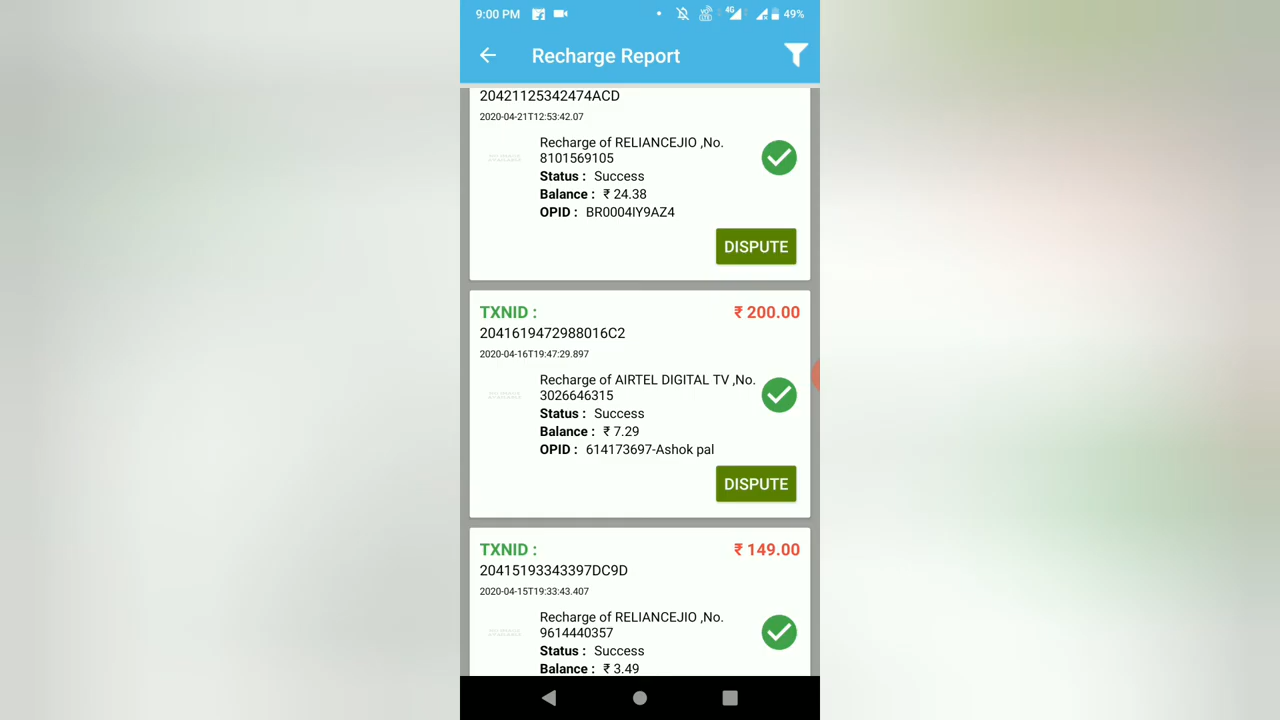 9:00 PM 4G 49%
Recharge Report
20421125342474ACD
2020-04-21T12:53:42.07
Recharge of RELIANCEJIO ,No.
8101569105
Status : Success
Balance : ₹ 24.38
OPID : BR0004IY9AZ4
DISPUTE
TXNID : ₹ 200.00
2041619472988016C2
2020-04-16T19:47:29.897
Recharge of AIRTEL DIGITAL TV ,No.
3026646315
Status : Success
Balance : ₹ 7.29
OPID : 614173697-Ashok pal
DISPUTE
TXNID : ₹ 149.00
20415193343397DC9D
2020-04-15T19:33:43.407
Recharge of RELIANCEJIO ,No.
9614440357
Status : Success
Balance : ₹ 3.49